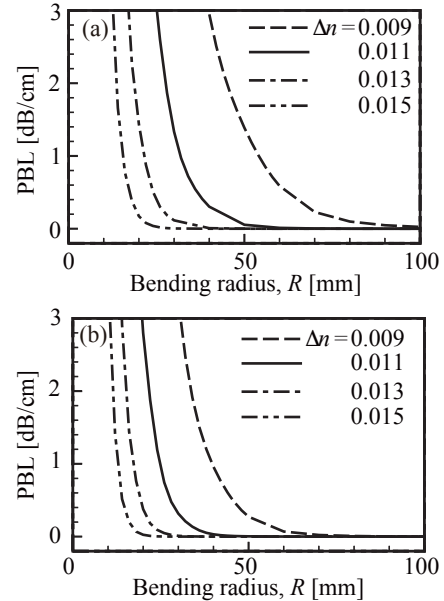 (a)
Δn=0.009
0.011
0.013
0.015
PBL [dB/cm]
3
2
1
0
0
50
100
Bending radius, R [mm]
(b)
Δn=0.009
0.011
0.013
0.015
PBL [dB/cm]
3
2
1
0
0
50
100
Bending radius, R [mm]